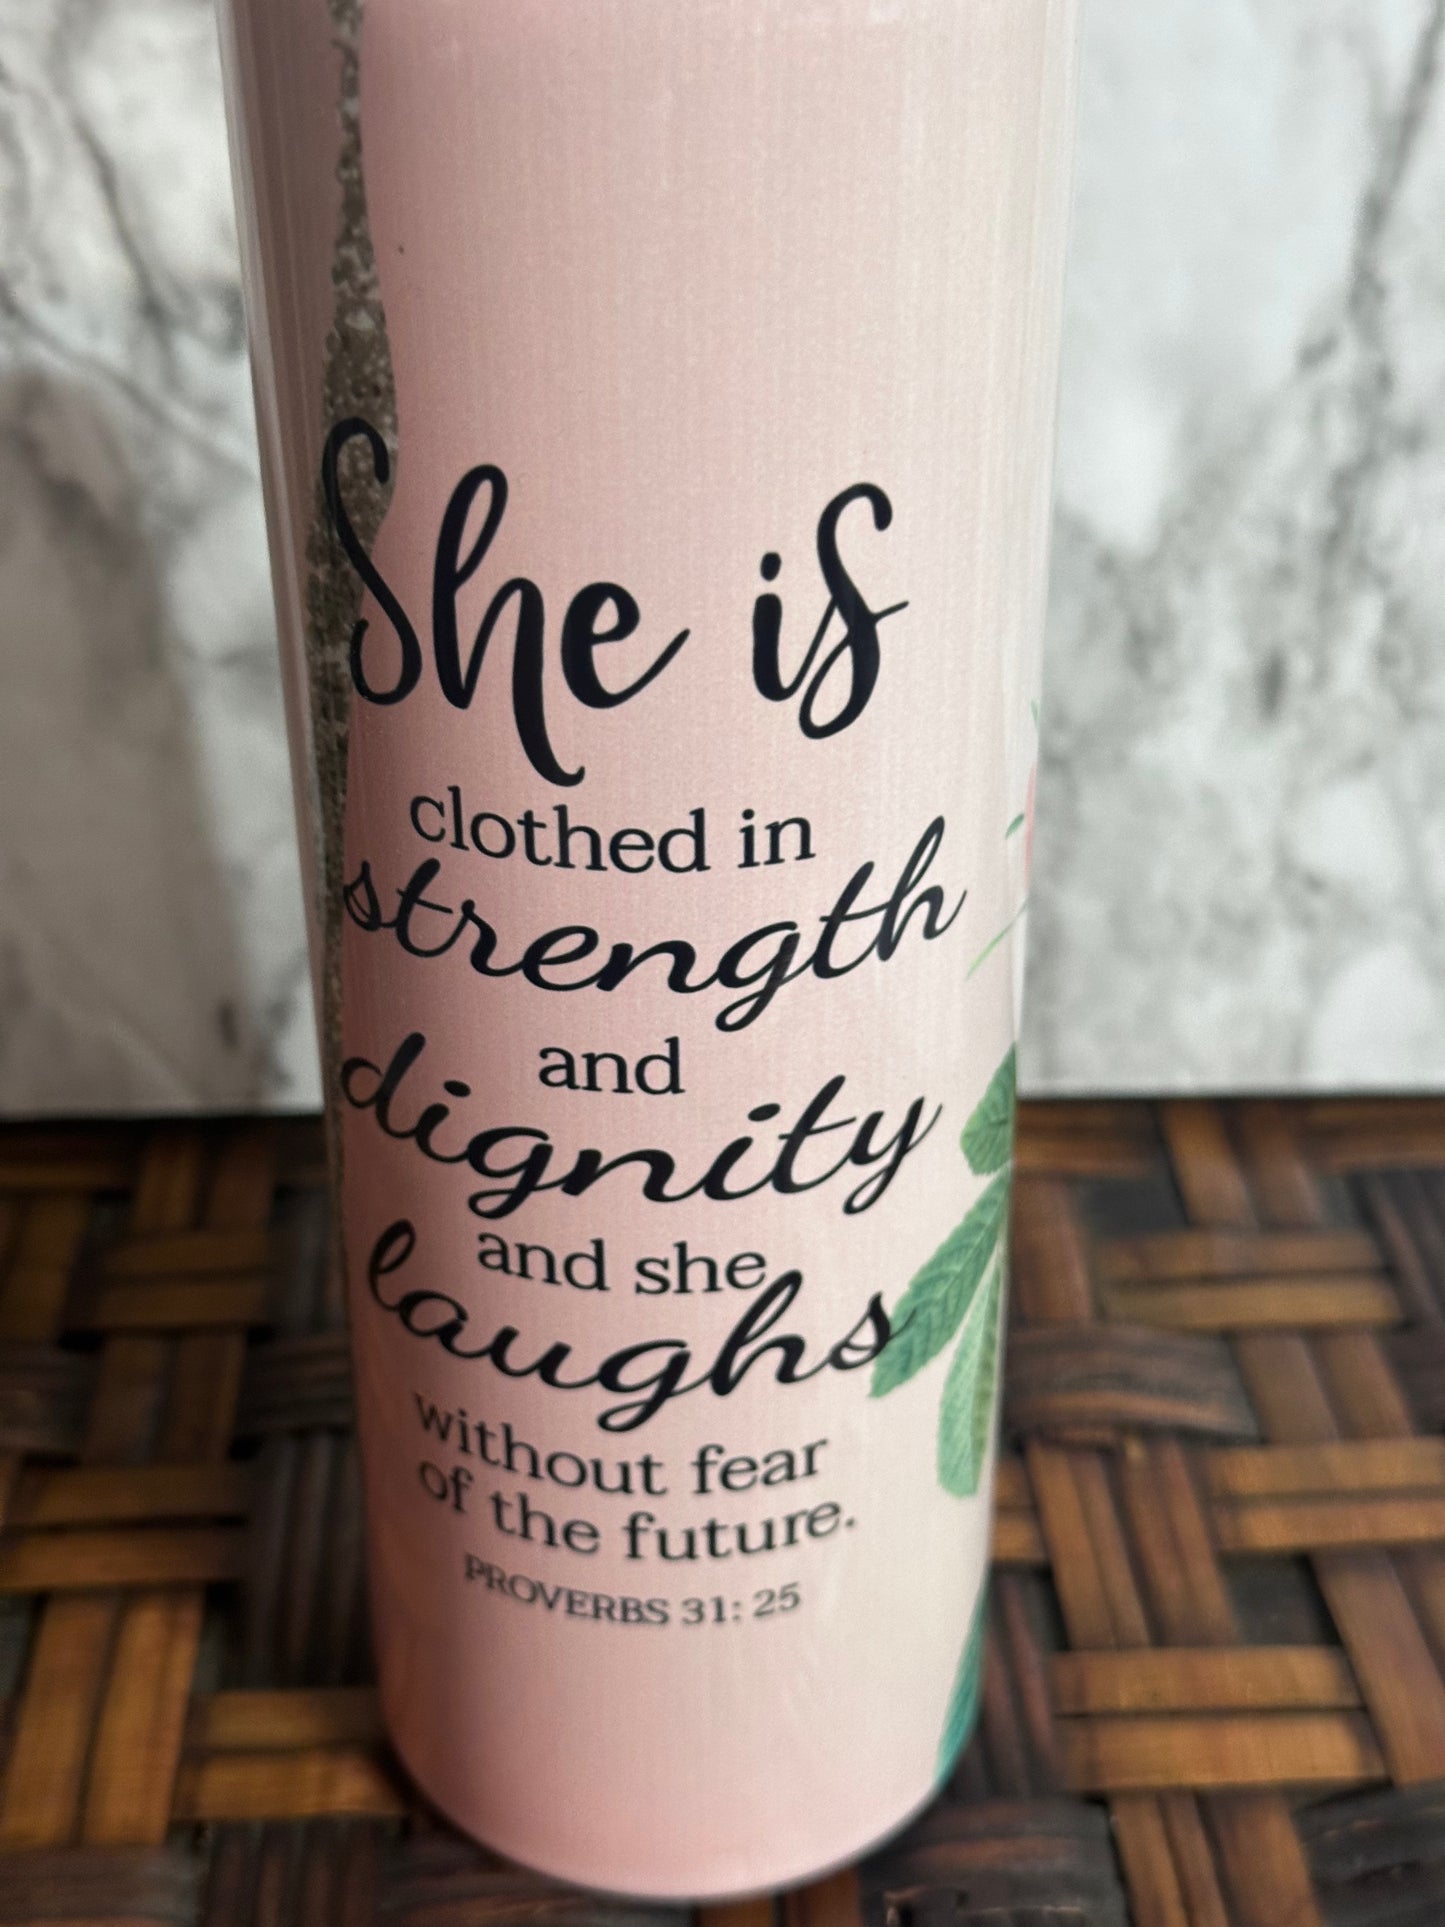 She is
clothed in
strength
and
dignity
and she
laughs
without fear
of the future.
PROVERBS 31: 25